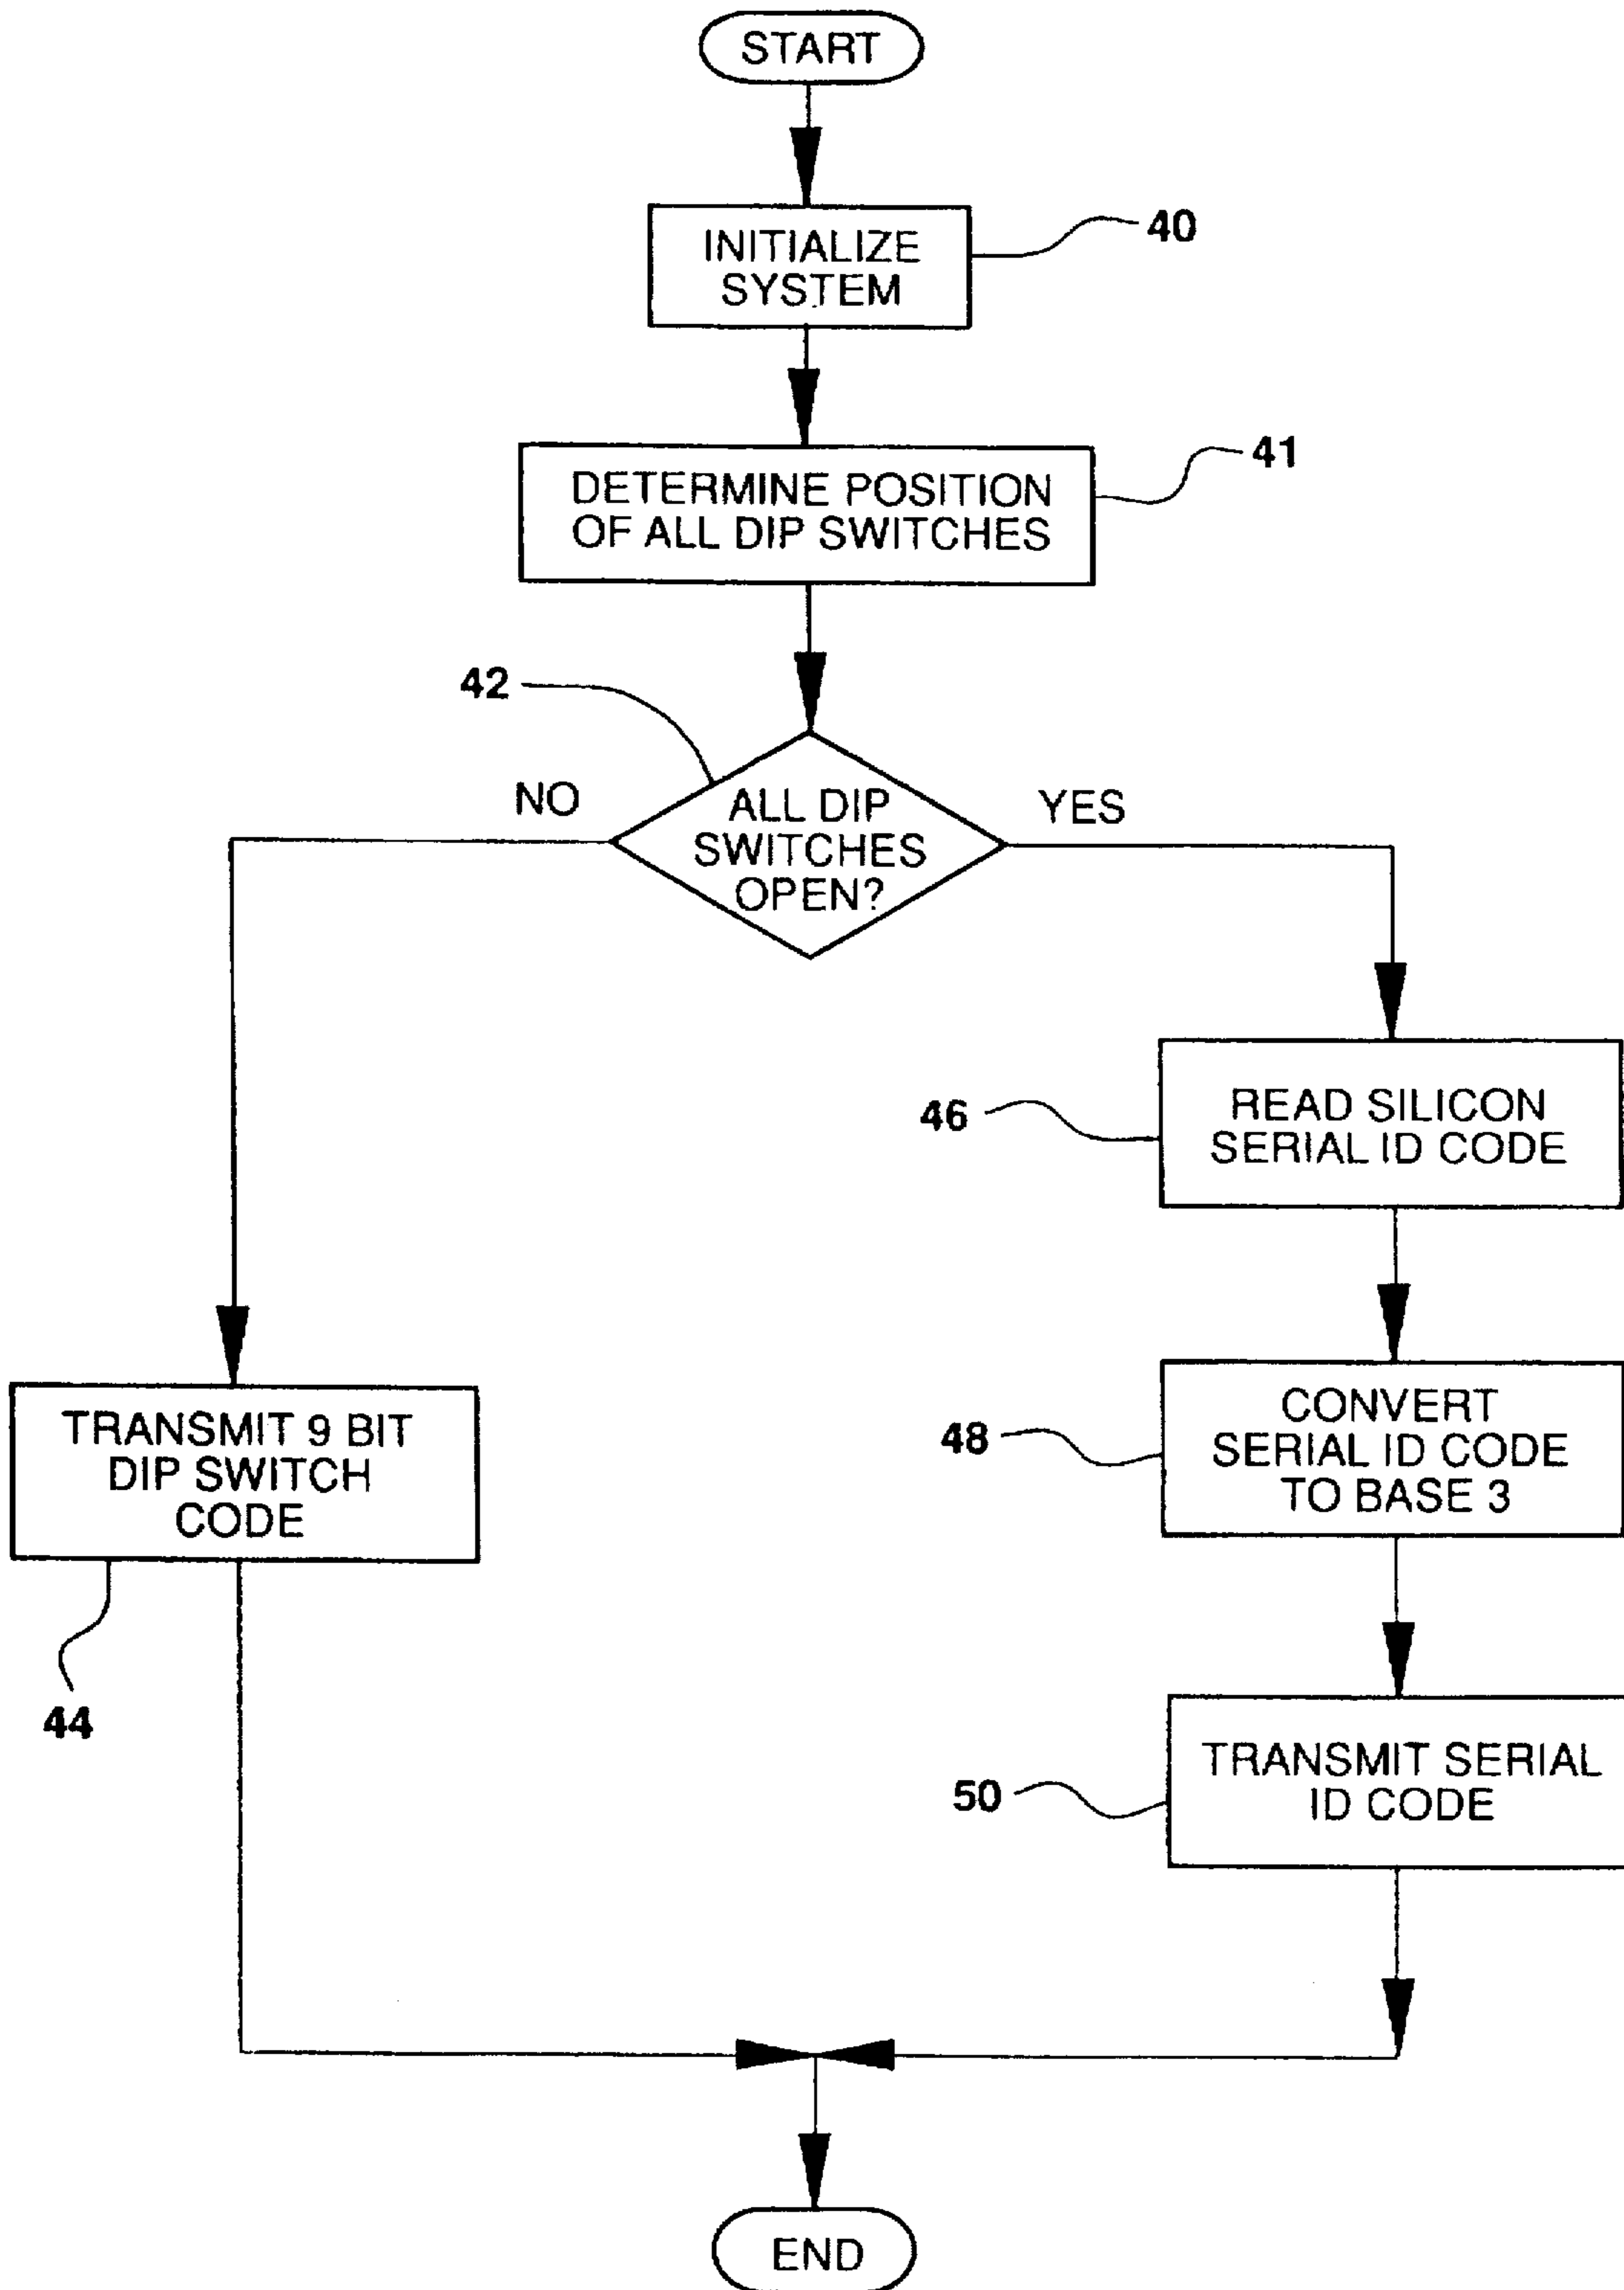 START
INITIALIZE
SYSTEM
40
DETERMINE POSITION
OF ALL DIP SWITCHES
41
42
NO
ALL DIP
SWITCHES
OPEN?
YES
46
READ SILICON
SERIAL ID CODE
TRANSMIT 9 BIT
DIP SWITCH
CODE
44
48
CONVERT
SERIAL ID CODE
TO BASE 3
50
TRANSMIT SERIAL
ID CODE
END